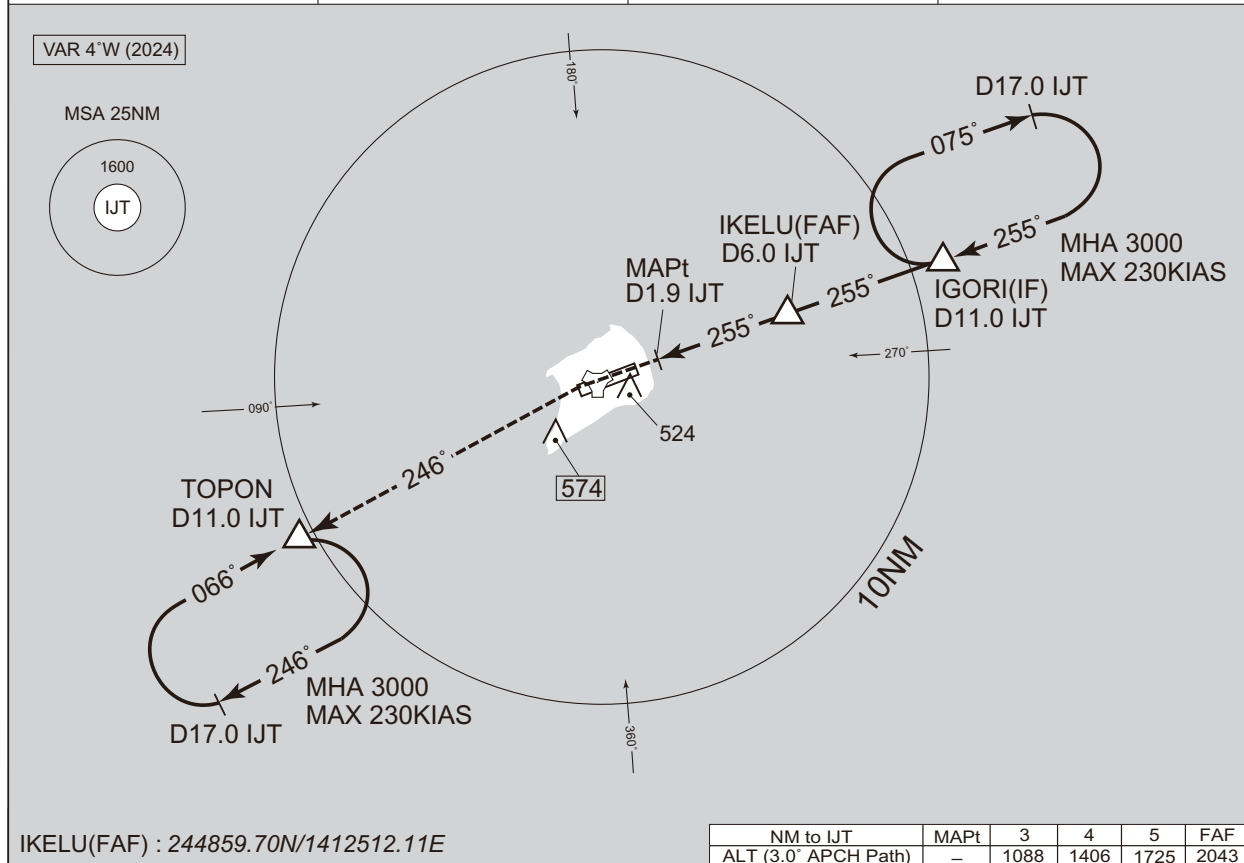 VAR 4˚W (2024)
MSA 25NM
1600
IJT
180˚
D17.0 IJT
075˚
255˚
MHA 3000
MAX 230KIAS
IKELU(FAF)
D6.0 IJT
MAPt
D1.9 IJT
255˚
255˚
IGORI(IF)
D11.0 IJT
270˚
090˚
524
574
246˚
TOPON
D11.0 IJT
066˚
246˚
MHA 3000
MAX 230KIAS
D17.0 IJT
10NM
360˚
IKELU(FAF) : 244859.70N/1412512.11E
NM to IJT MAPt 3 4 5 FAF
ALT (3.0˚ APCH Path) – 1088 1406 1725 2043